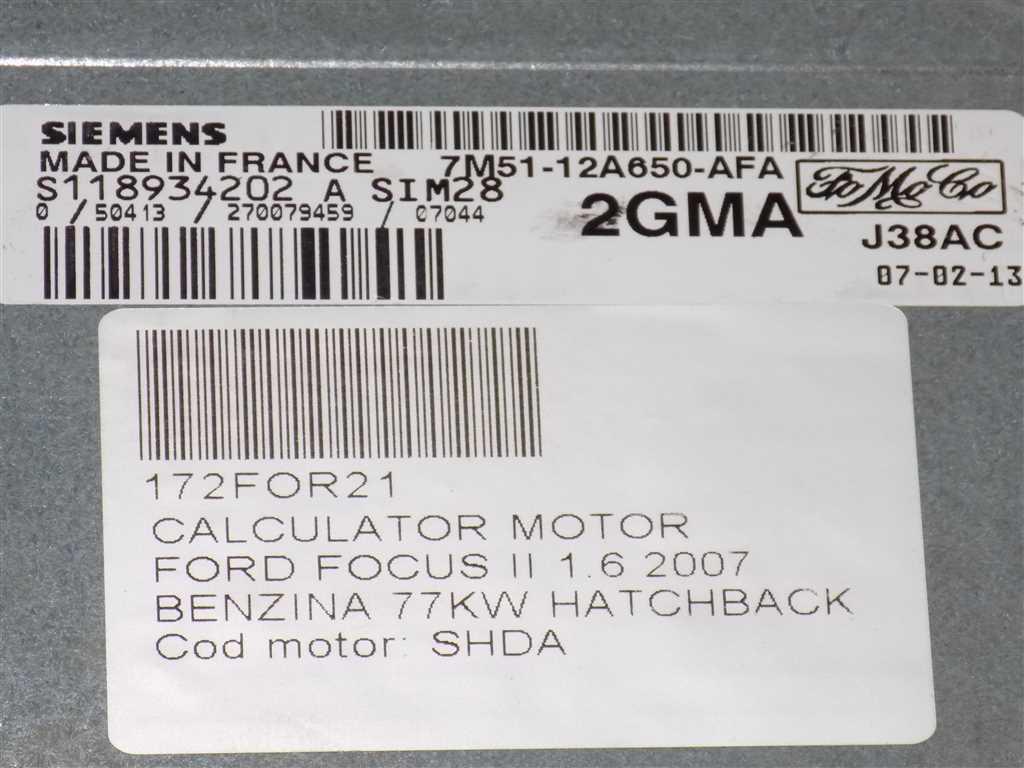 SIEMENS
MADE IN FRANCE 7M51-12A650-AFA FoMoCo
S118934202 A SIM28 2GMA
0 / 50413 / 270079459 / 07044 J38AC
07-02-13
172FOR21
CALCULATOR MOTOR
FORD FOCUS II 1.6 2007
BENZINA 77KW HATCHBACK
Cod motor: SHDA